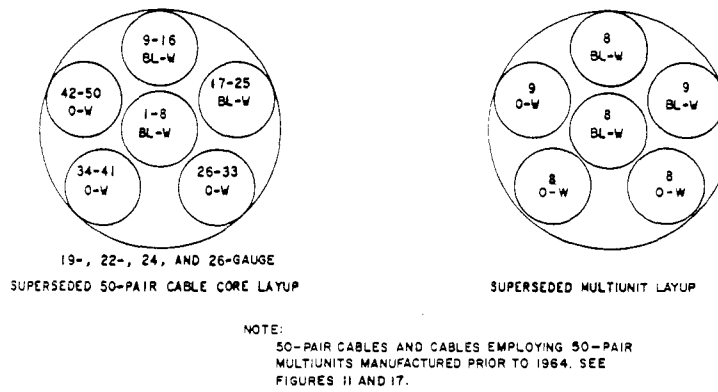 9-16
BL-W
42-50
O-W
17-25
BL-W
1-8
BL-W
34-41
O-W
26-33
O-W
19-, 22-, 24, AND 26-GAUGE
SUPERSEDED 50-PAIR CABLE CORE LAYUP
8
BL-W
9
O-W
9
BL-W
8
BL-W
8
O-W
8
O-W
SUPERSEDED MULTIUNIT LAYUP
NOTE:
50-PAIR CABLES AND CABLES EMPLOYING 50-PAIR
MULTIUNITS MANUFACTURED PRIOR TO 1964. SEE
FIGURES 11 AND 17.